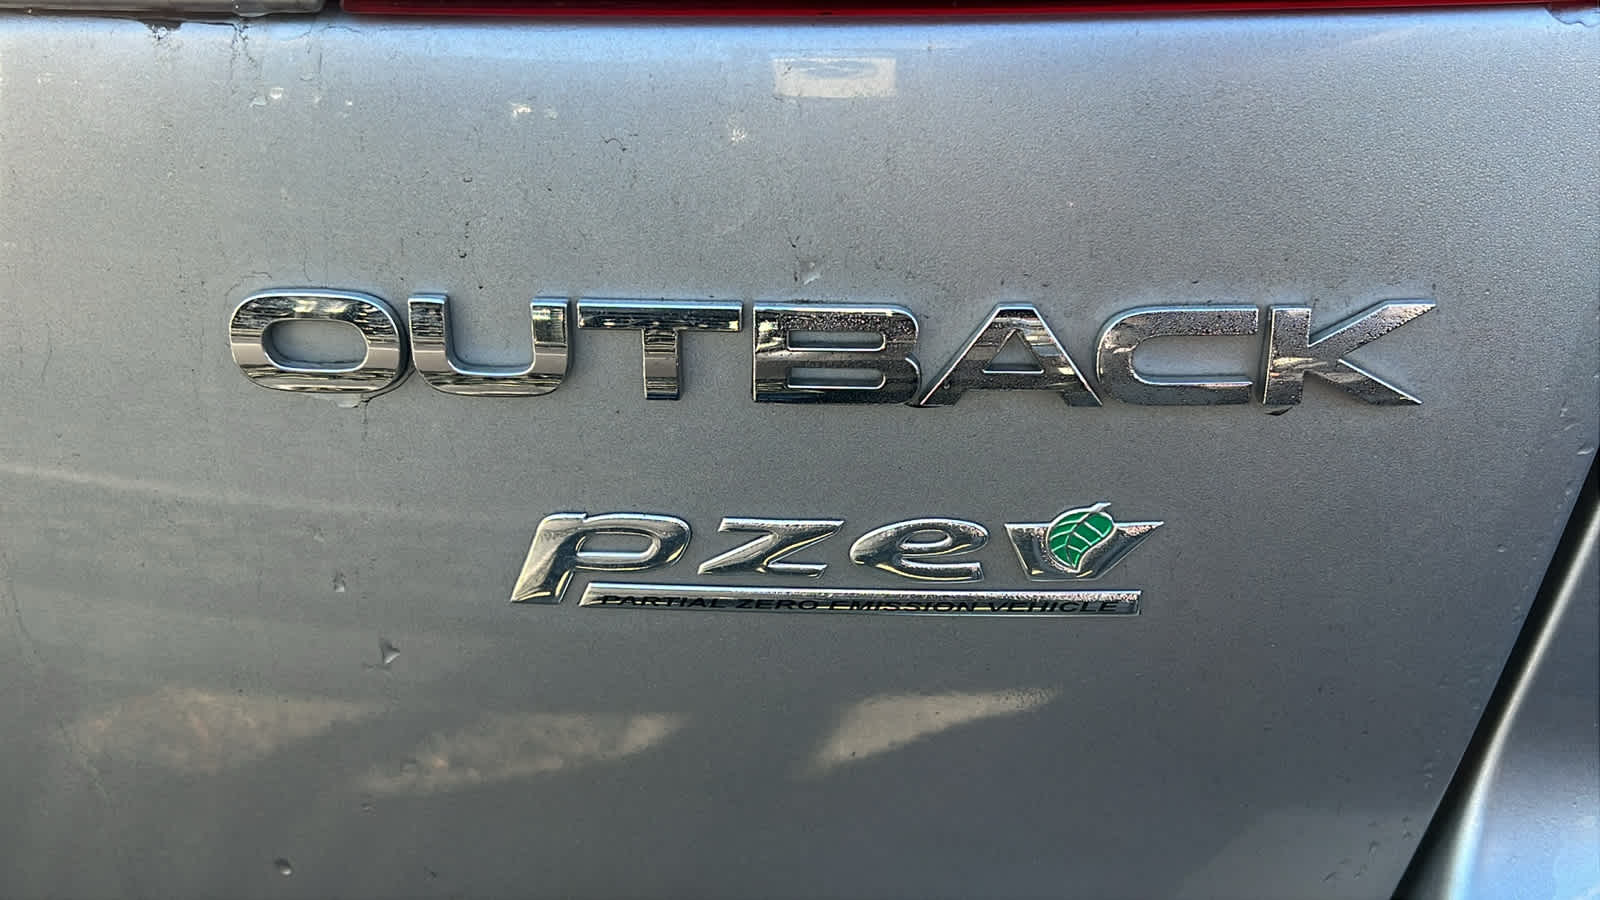 OUTBACK
pzev
PARTIAL ZERO EMISSION VEHICLE